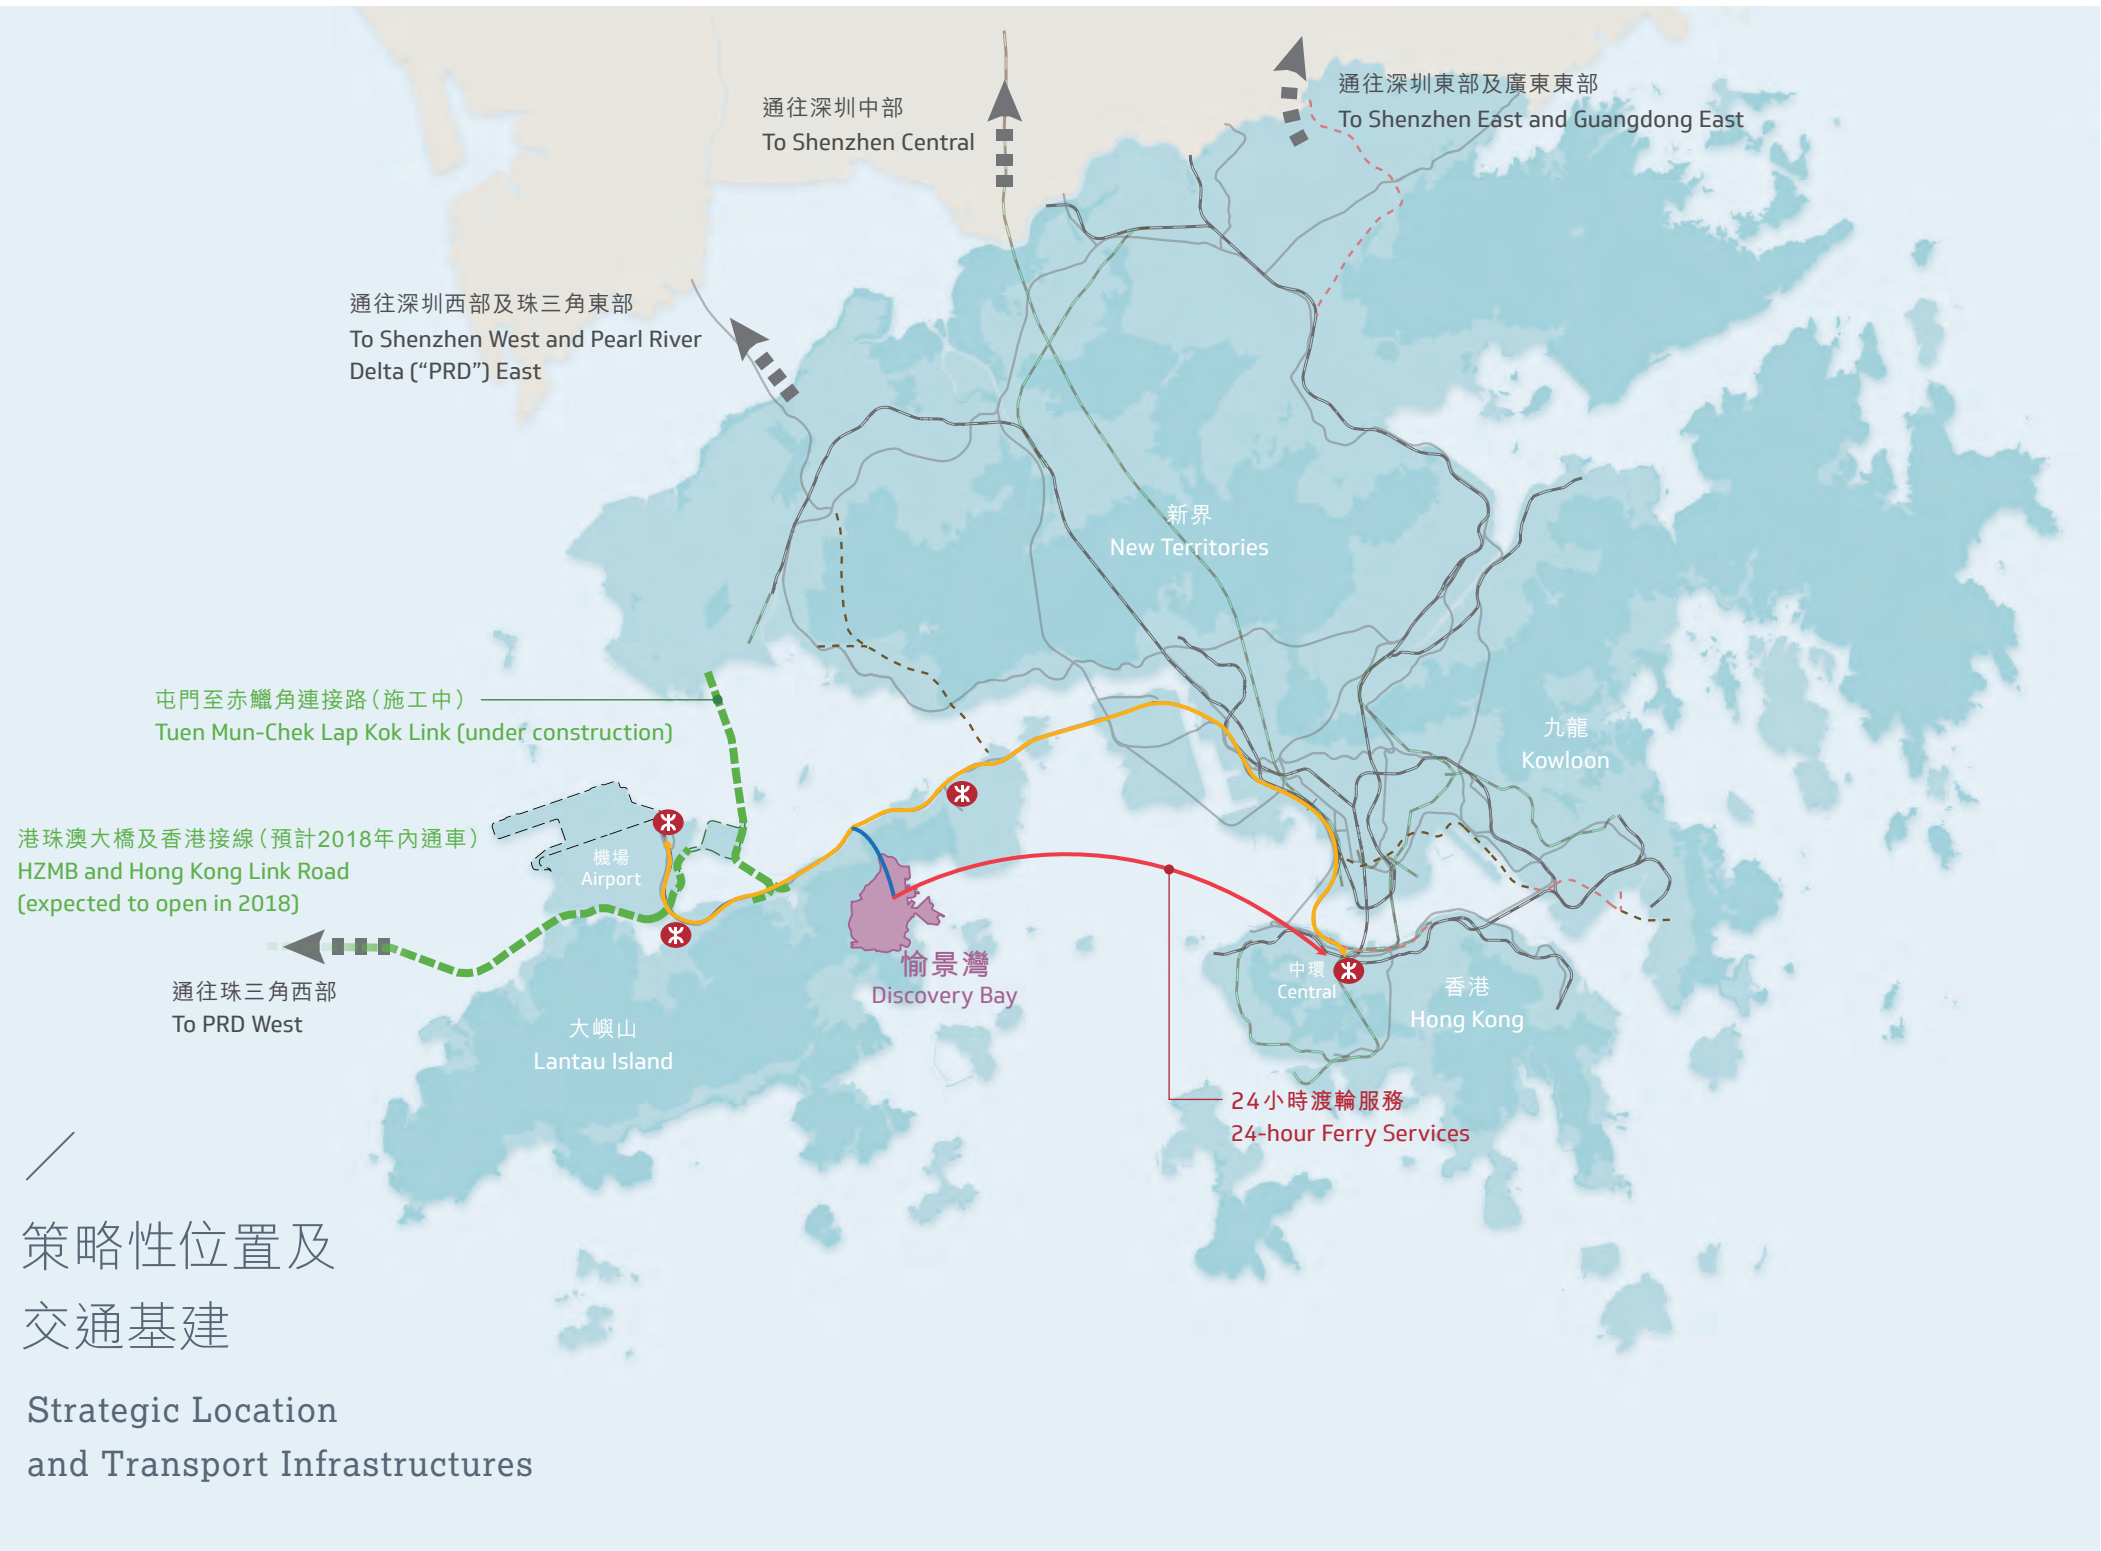 通往深圳中部
To Shenzhen Central
通往深圳東部及廣東東部
To Shenzhen East and Guangdong East
通往深圳西部及珠三角東部
To Shenzhen West and Pearl River
Delta (“PRD”) East
新界
New Territories
屯門至赤鱲角連接路（施工中）
Tuen Mun-Chek Lap Kok Link (under construction)
九龍
Kowloon
港珠澳大橋及香港接線（預計2018年內通車）
HZMB and Hong Kong Link Road
(expected to open in 2018)
機場
Airport
通往珠三角西部
To PRD West
愉景灣
Discovery Bay
中環
Central
香港
Hong Kong
大嶼山
Lantau Island
24小時渡輪服務
24-hour Ferry Services
策略性位置及
交通基建
Strategic Location
and Transport Infrastructures